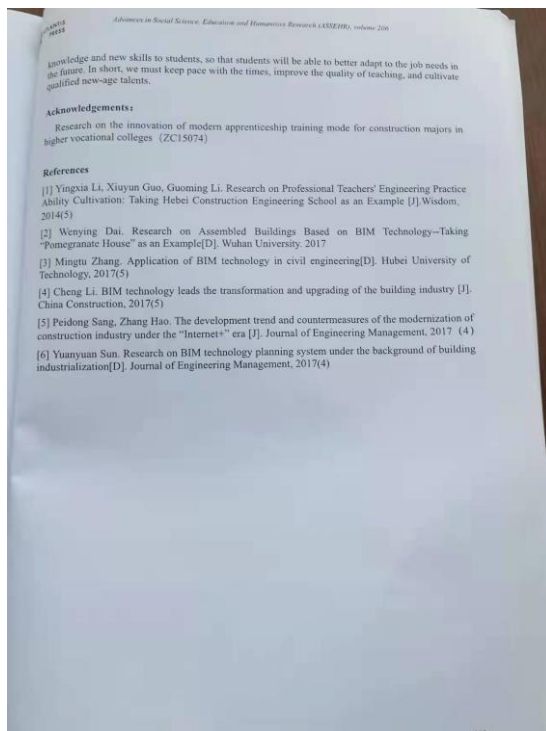 ATLANTIS
PRESS
Advances in Social Science, Education and Humanities Research (ASSEHR), volume 206
knowledge and new skills to students, so that students will be able to better adapt to the job needs in
the future. In short, we must keep pace with the times, improve the quality of teaching, and cultivate
qualified new-age talents.
Acknowledgements:
Research on the innovation of modern apprenticeship training mode for construction majors in
higher vocational colleges (ZC15074)
References
[1] Yingxia Li, Xiuyun Guo, Guoming Li. Research on Professional Teachers' Engineering Practice
Ability Cultivation: Taking Hebei Construction Engineering School as an Example [J].Wisdom,
2014(5)
[2] Wenying Dai. Research on Assembled Buildings Based on BIM Technology--Taking
"Pomegranate House" as an Example[D]. Wuhan University. 2017
[3] Mingtu Zhang. Application of BIM technology in civil engineering[D]. Hubei University of
Technology, 2017(5)
[4] Cheng Li. BIM technology leads the transformation and upgrading of the building industry [J].
China Construction, 2017(5)
[5] Peidong Sang, Zhang Hao. The development trend and countermeasures of the modernization of
construction industry under the "Internet+" era [J]. Journal of Engineering Management, 2017 (4)
[6] Yuanyuan Sun. Research on BIM technology planning system under the background of building
industrialization[D]. Journal of Engineering Management, 2017(4)